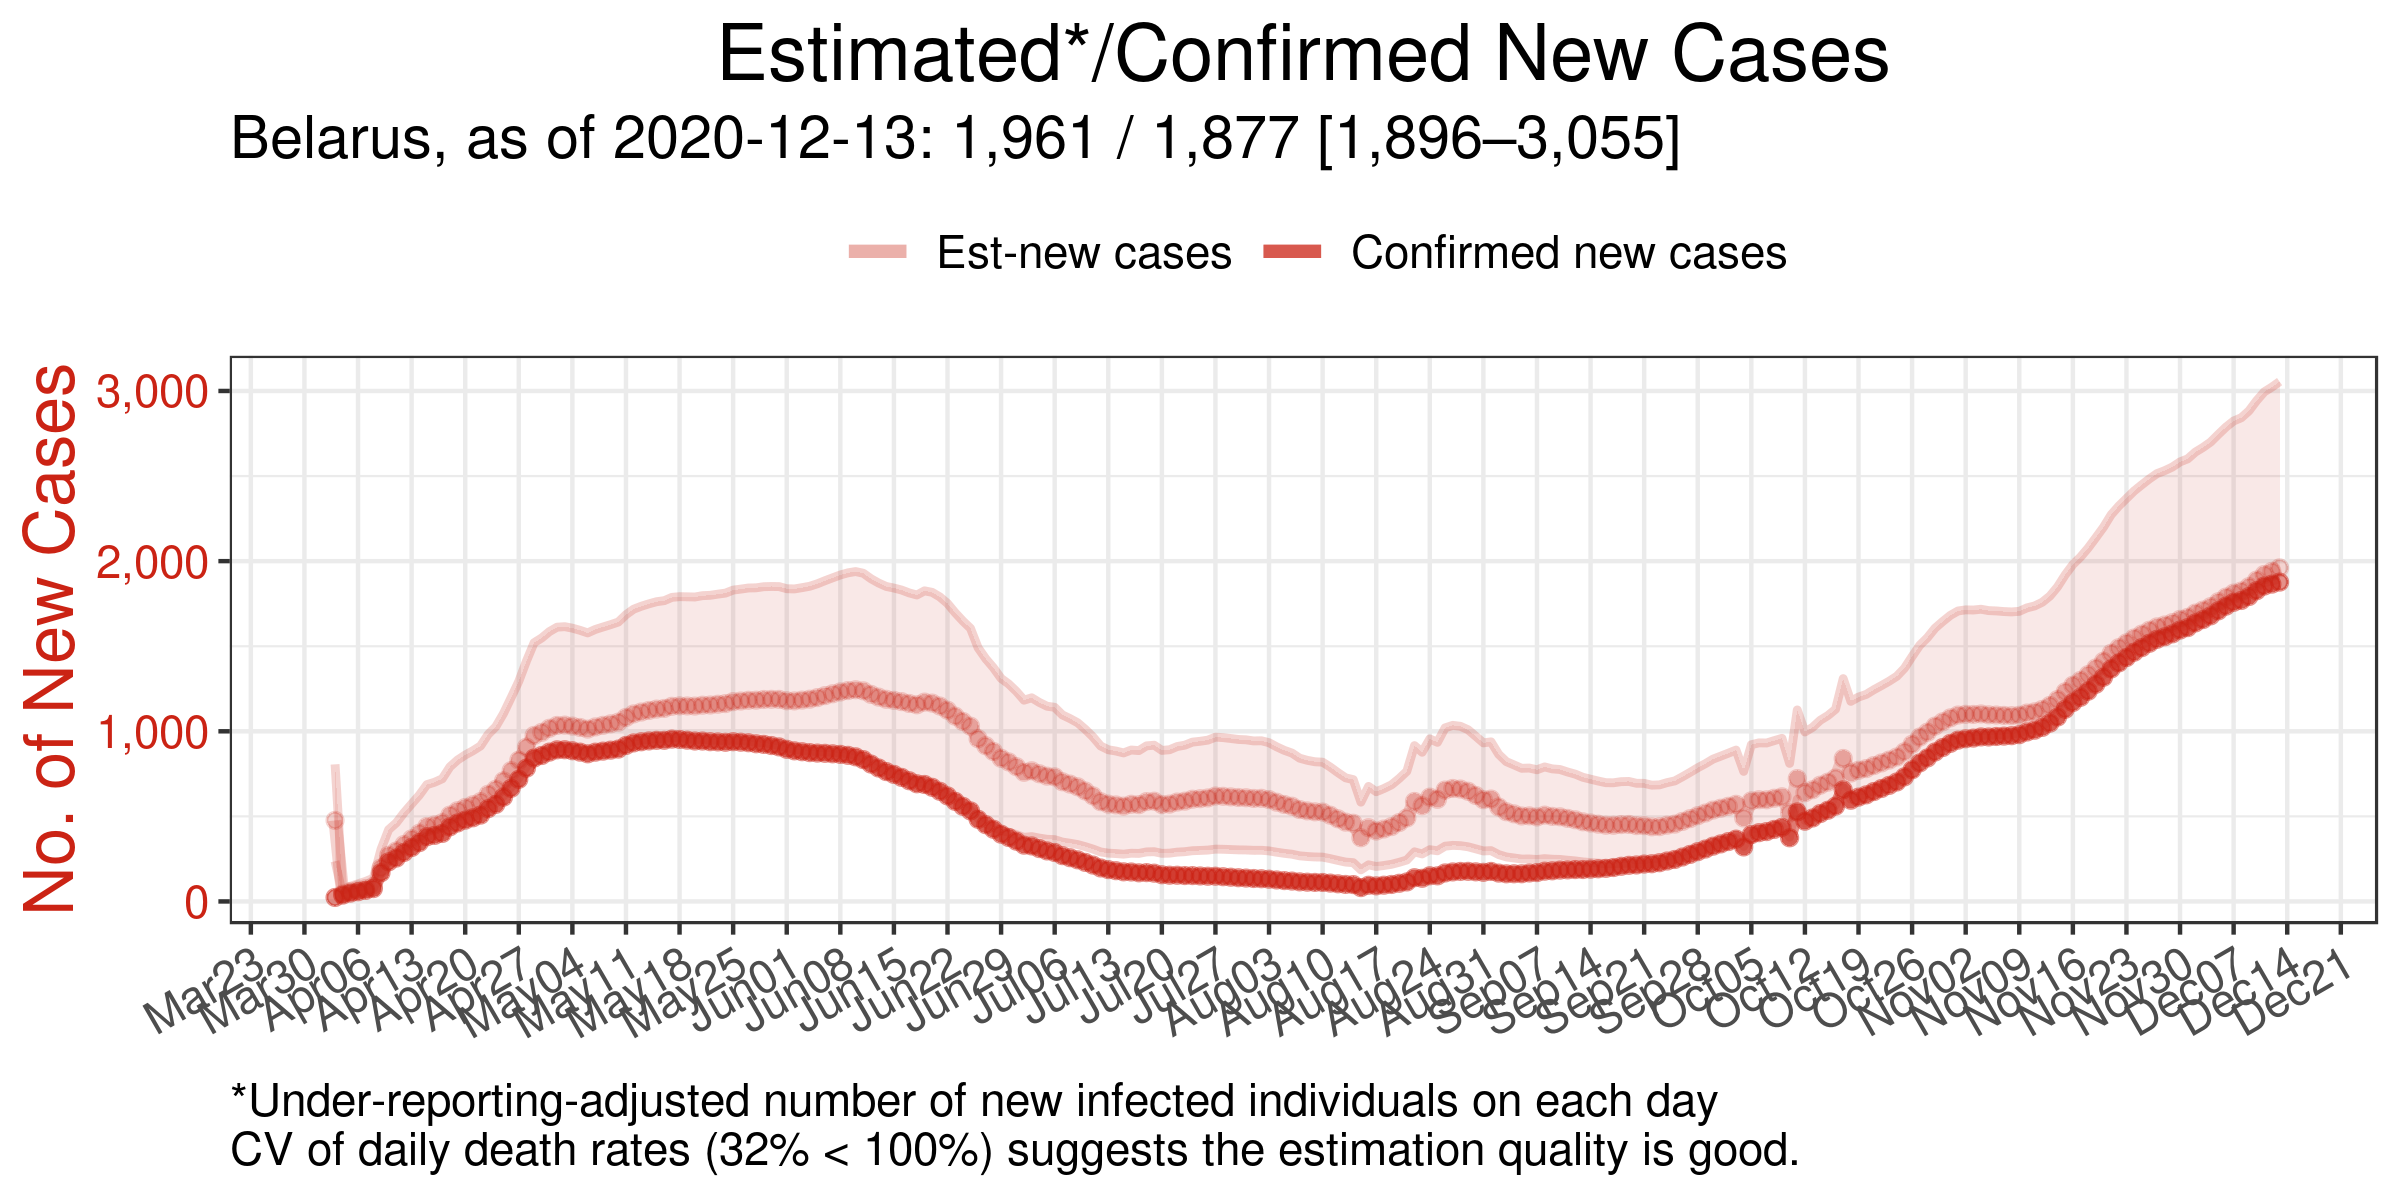 Estimated*/Confirmed New Cases
Belarus, as of 2020-12-13: 1,961 / 1,877 [1,896–3,055]
Est-new cases
Confirmed new cases
No. of New Cases
3,000
2,000
1,000
0
Mar23
Mar30
Apr06
Apr13
Apr20
Apr27
May04
May11
May18
May25
Jun01
Jun08
Jun15
Jun22
Jun29
Jul06
Jul13
Jul20
Jul27
Aug03
Aug10
Aug17
Aug24
Aug31
Sep07
Sep14
Sep21
Sep28
Oct05
Oct12
Oct19
Oct26
Nov02
Nov09
Nov16
Nov23
Nov30
Dec07
Dec14
Dec21
*Under-reporting-adjusted number of new infected individuals on each day
CV of daily death rates (32% < 100%) suggests the estimation quality is good.